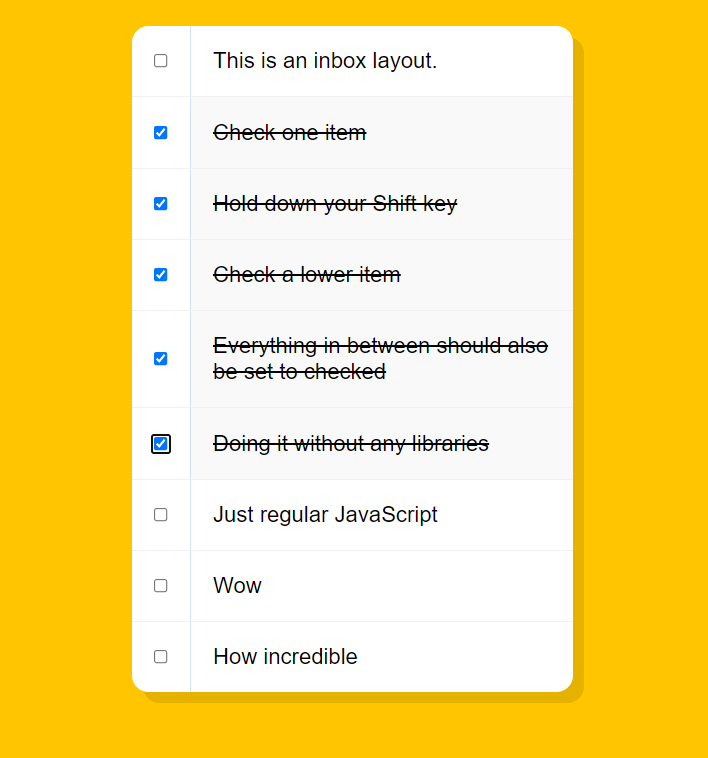 This is an inbox layout.
Check one item
Hold down your Shift key
Check a lower item
Everything in between should also
be set to checked
Doing it without any libraries
Just regular JavaScript
Wow
How incredible